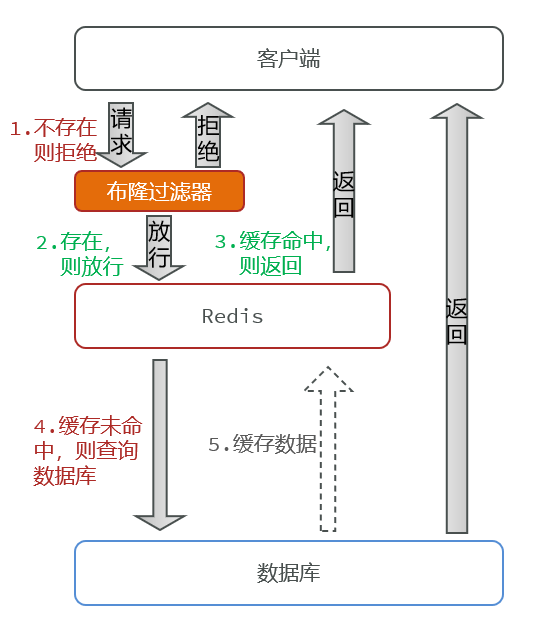 客户端
请求
拒绝
1.不存在
则拒绝
布隆过滤器
返回
放行
2.存在，
则放行
3.缓存命中，
则返回
Redis
返回
4.缓存未命
中，则查询
数据库
5.缓存数据
数据库